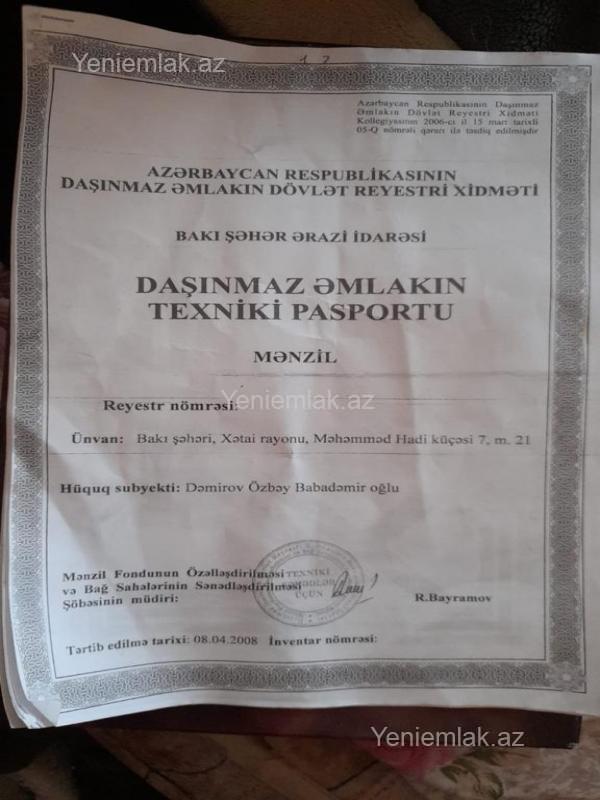 Yeniemlak.az
Azərbaycan Respublikasının Daşınmaz
Əmlakın Dövlət Reyestri Xidməti
Kollegiyasının 2006-cı il 15 mart tarixli
05-Q nömrəli qərarı ilə təsdiq edilmişdir
AZƏRBAYCAN RESPUBLİKASININ
DAŞINMAZ ƏMLAKIN DÖVLƏT REYESTRİ XİDMƏTİ
BAKI ŞƏHƏR ƏRAZİ İDARƏSİ
DAŞINMAZ ƏMLAKIN
TEXNİKİ PASPORTU
MƏNZİL
Yeniemlak.az
Reyestr nömrəsi:
Ünvan: Bakı şəhəri, Xətai rayonu, Məhəmməd Hadi küçəsi 7, m. 21
Hüquq subyekti: Dəmirov Özbəy Babadəmir oğlu
Mənzil Fondunun Özəlləşdirilməsi
və Bağ Sahələrinin Sənədləşdirilməsi
Şöbəsinin müdiri:
TEXNİKİ
SƏNƏDLƏR
ÜÇÜN
R.Bayramov
Tərtib edilmə tarixi: 08.04.2008 İnventar nömrəsi:
Yeniemlak.az